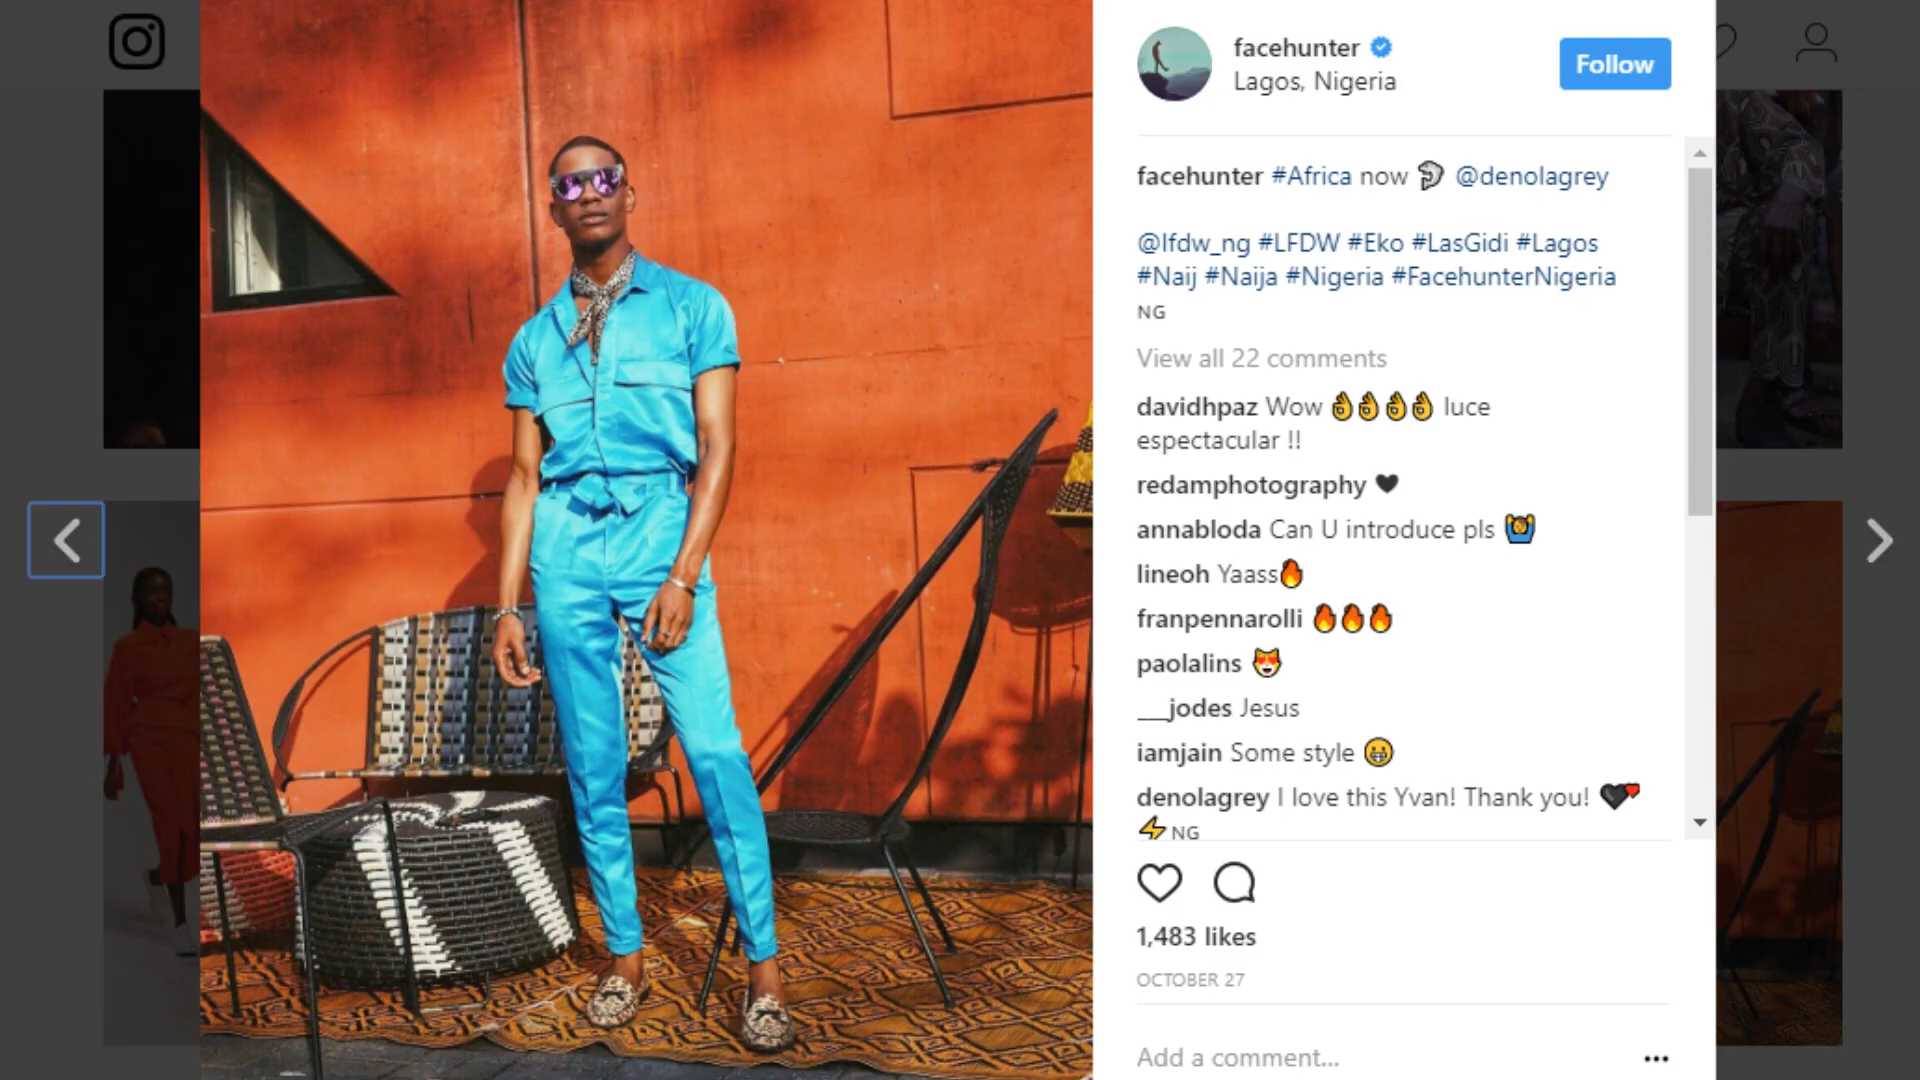 facehunter
Follow
Lagos, Nigeria
facehunter #Africa now @denolagrey
@lfdw_ng #LFDW #Eko #LasGidi #Lagos
#Naij #Naija #Nigeria #FacehunterNigeria
NG
View all 22 comments
davidhpaz Wow 👌👌👌👌 luce
espectacular !!
redamphotography 🖤
annabloda Can U introduce pls 🙆
lineoh Yaass🔥
franpennarolli 🔥🔥🔥
paolalins 😻
___jodes Jesus
iamjain Some style 😀
denolagrey I love this Yvan! Thank you! 💕
⚡ NG
1,483 likes
OCTOBER 27
Add a comment...